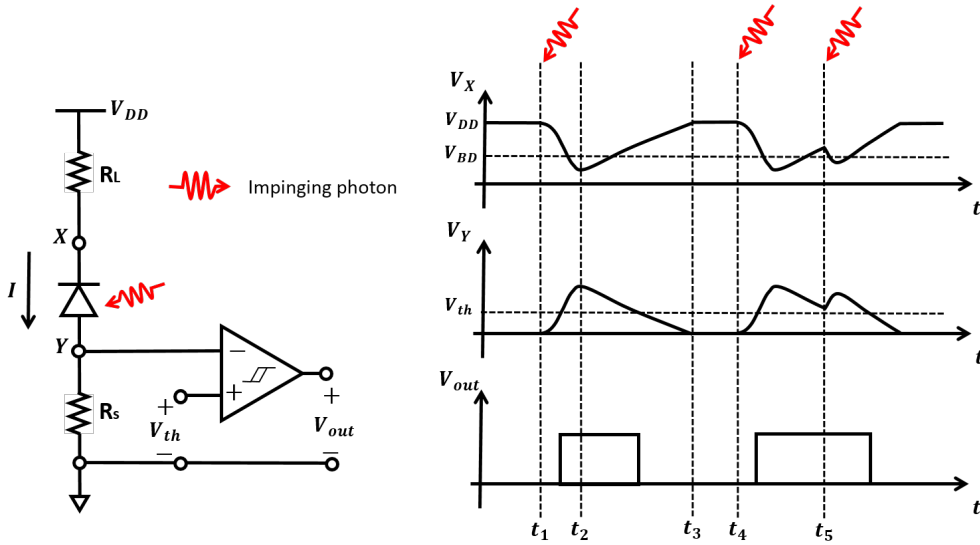 V_DD
R_L
X
I
Y
R_s
Impinging photon
−
+
+
V_th
−
+
V_out
−
V_X
V_DD
V_BD
t
V_Y
V_th
t
V_out
t
t_1 t_2 t_3 t_4 t_5